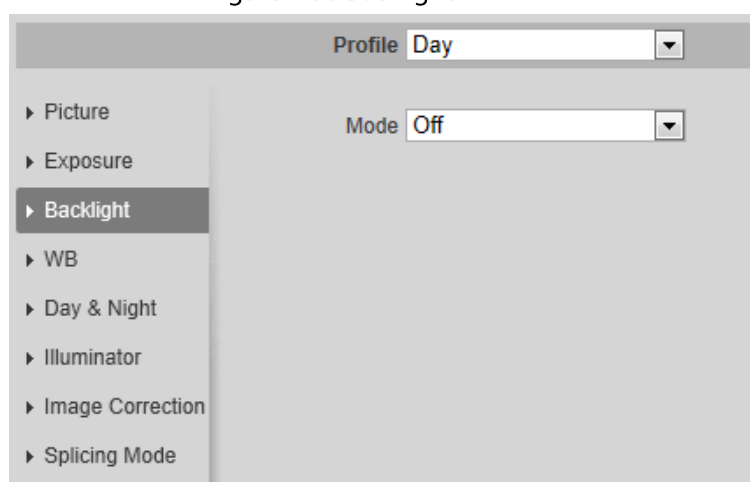 Profile Day
Picture
Mode Off
Exposure
Backlight
WB
Day & Night
Illuminator
Image Correction
Splicing Mode